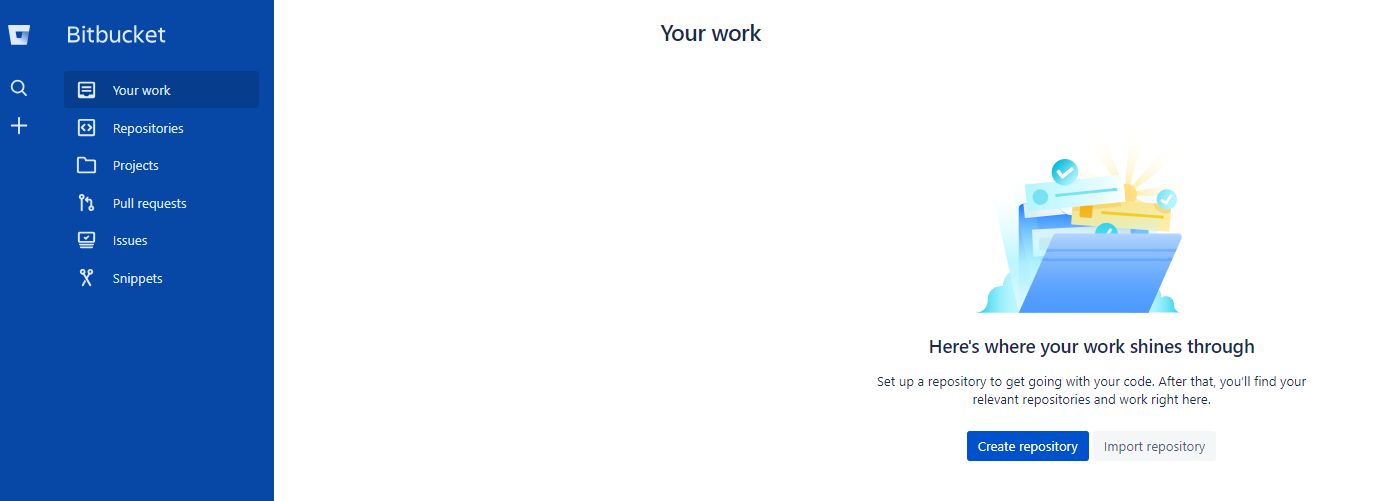 Bitbucket
Your work
Repositories
Projects
Pull requests
Issues
Snippets
Your work
Here's where your work shines through
Set up a repository to get going with your code. After that, you'll find your
relevant repositories and work right here.
Create repository
Import repository